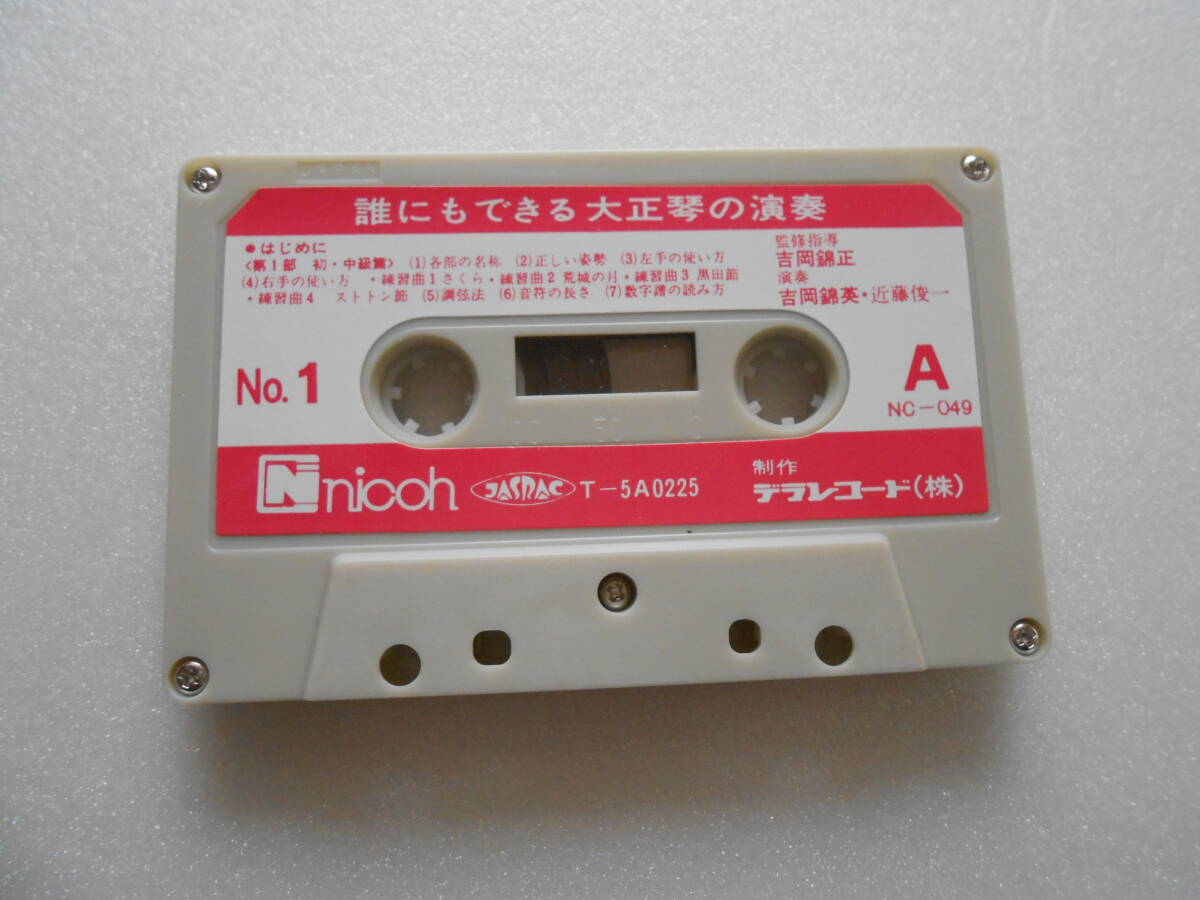 JAPAN
誰にもできる大正琴の演奏
●はじめに
〈第1部 初・中級篇〉 (1)各部の名称 (2)正しい姿勢 (3)左手の使い方
(4)右手の使い方 ・練習曲1さくら・練習曲2 荒城の月・練習曲3 黒田節
・練習曲4 ストトン節 (5)調弦法 (6)音符の長さ (7)数字譜の読み方
監修指導
吉岡錦正
演奏
吉岡錦英・近藤俊一
No.1
A
NC-049
100 50 0
nicoh
JASRAC
T-5A0225
制作
デラレコード(株)